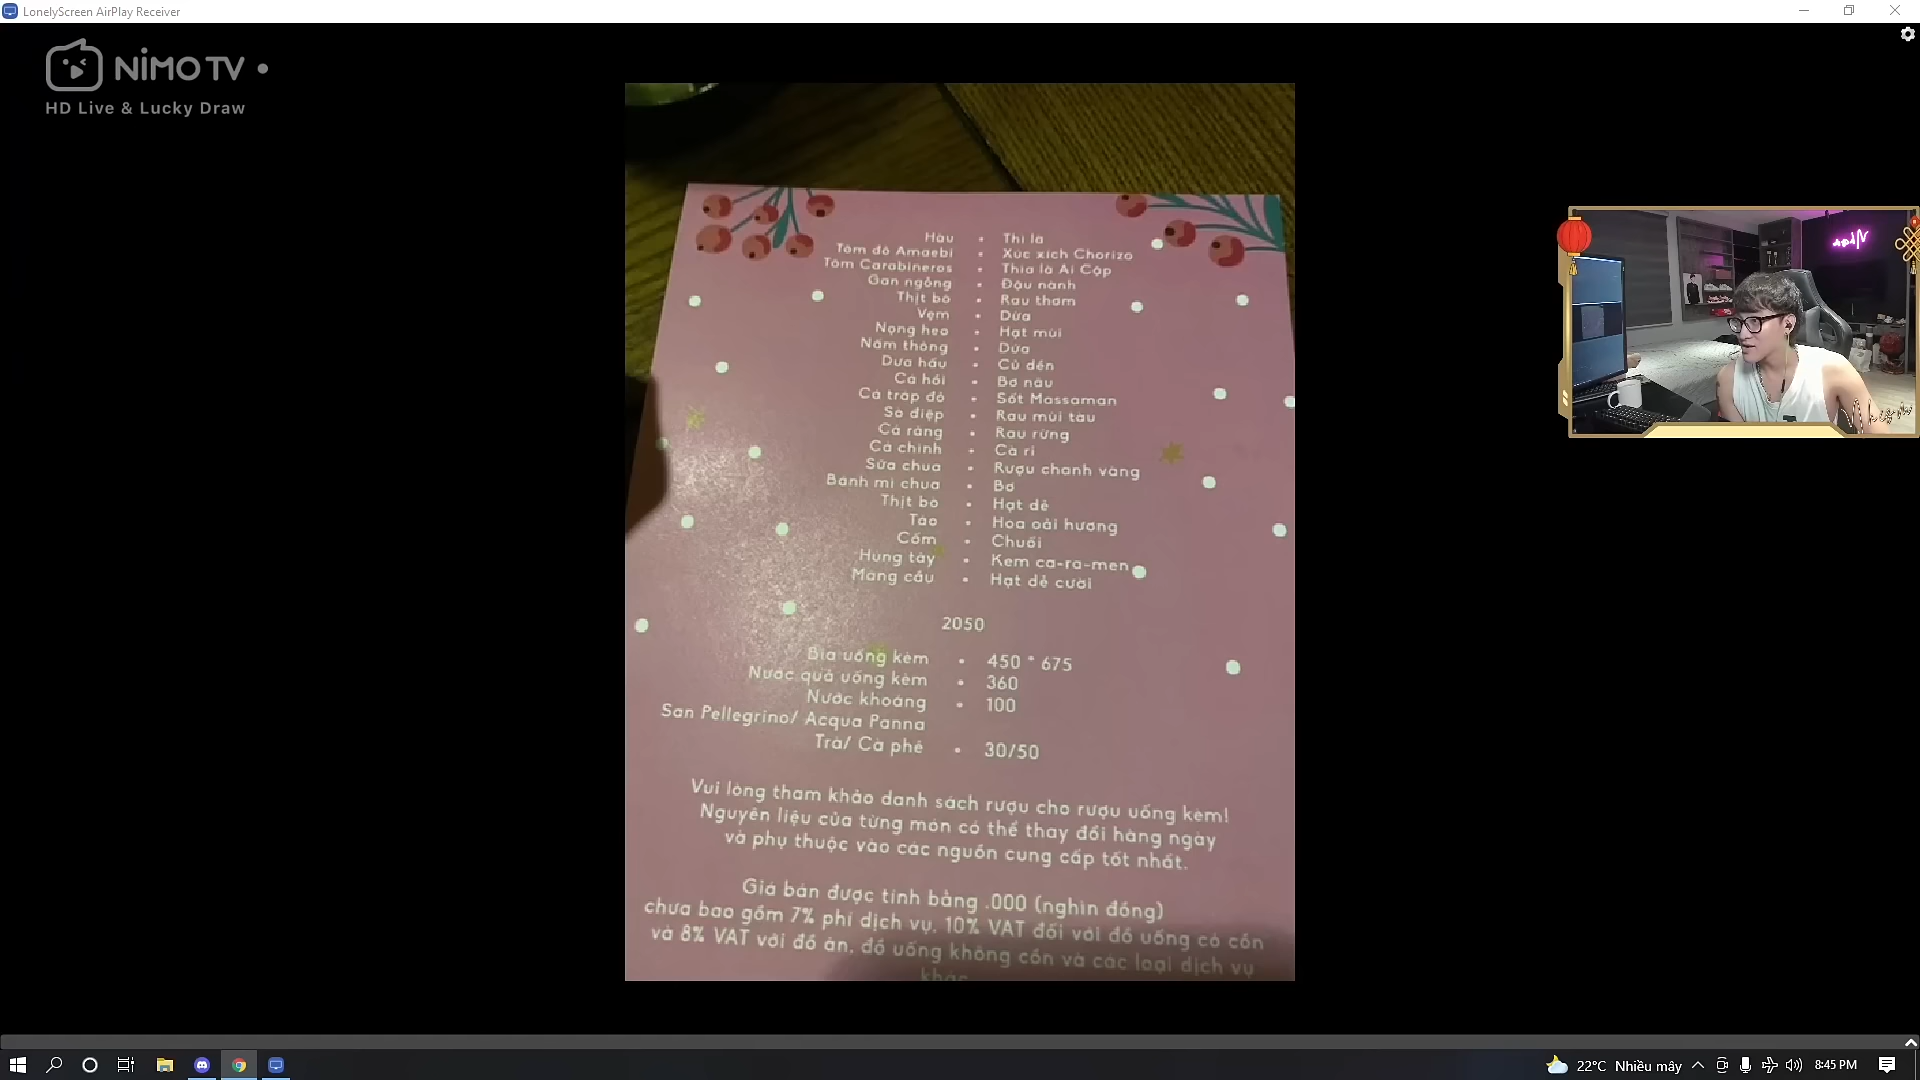 LonelyScreen AirPlay Receiver
NIMO TV
HD Live & Lucky Draw
Hàu • Thì là
Tôm đỏ Amaebi • Xúc xích Chorizo
Tôm Carabineros • Thìa là Ai Cập
Gan ngỗng • Đậu nành
Thịt bò • Rau thơm
Vẹm • Dừa
Nọng heo • Hạt mùi
Nấm thông • Dứa
Dưa hấu • Củ dền
Cá hồi • Bơ nâu
Cá tráp đỏ • Sốt Massaman
Sò điệp • Rau mùi tàu
Cá ràng • Rau rừng
Cá chình • Cà ri
Sữa chua • Rượu chanh vàng
Bánh mì chua • Bơ
Thịt bò • Hạt dẻ
Táo • Hoa oải hương
Cốm • Chuối
Hung tây • Kem ca-ra-men
Mãng cầu • Hạt dẻ cười
2050
Bia uống kèm • 450 * 675
Nước quả uống kèm • 360
Nước khoáng • 100
San Pellegrino/ Acqua Panna
Trà/ Cà phê • 30/50
Vui lòng tham khảo danh sách rượu cho rượu uống kèm!
Nguyên liệu của từng món có thể thay đổi hàng ngày
và phụ thuộc vào các nguồn cung cấp tốt nhất.
Giá bán được tính bằng .000 (nghìn đồng)
chưa bao gồm 7% phí dịch vụ, 10% VAT đối với đồ uống có cồn
và 8% VAT với đồ ăn, đồ uống không cồn và các loại dịch vụ
khác
22°C Nhiều mây
8:45 PM